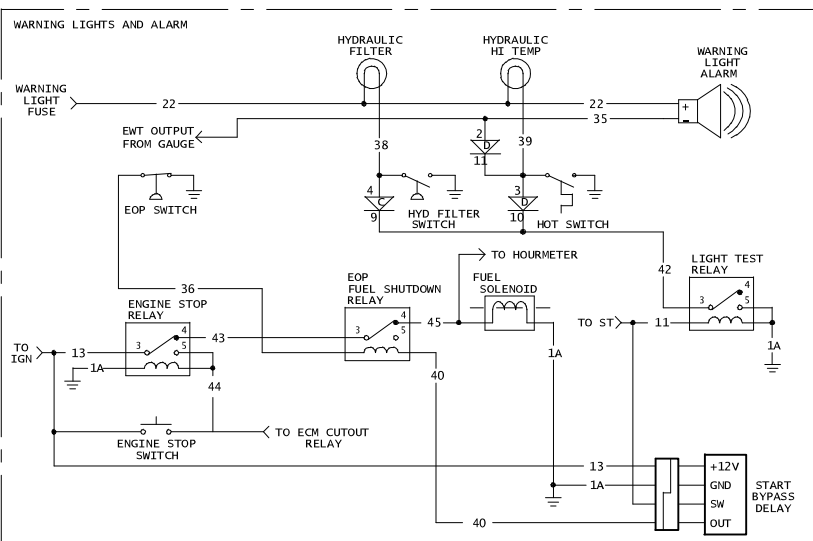 WARNING LIGHTS AND ALARM
HYDRAULIC
FILTER
HYDRAULIC
HI TEMP
WARNING
LIGHT
ALARM
WARNING
LIGHT
FUSE
22
22
+
-
35
EWT OUTPUT
FROM GAUGE
2
D
11
38
39
EOP SWITCH
4
C
9
HYD FILTER
SWITCH
3
D
10
HOT SWITCH
TO HOURMETER
42
LIGHT TEST
RELAY
36
EOP
FUEL SHUTDOWN
RELAY
FUEL
SOLENOID
4
3
5
ENGINE STOP
RELAY
4
3
5
43
4
3
5
45
TO ST
11
TO
IGN
13
1A
1A
1A
40
44
TO ECM CUTOUT
RELAY
ENGINE STOP
SWITCH
13
+12V
1A
GND
SW
START
BYPASS
DELAY
40
OUT